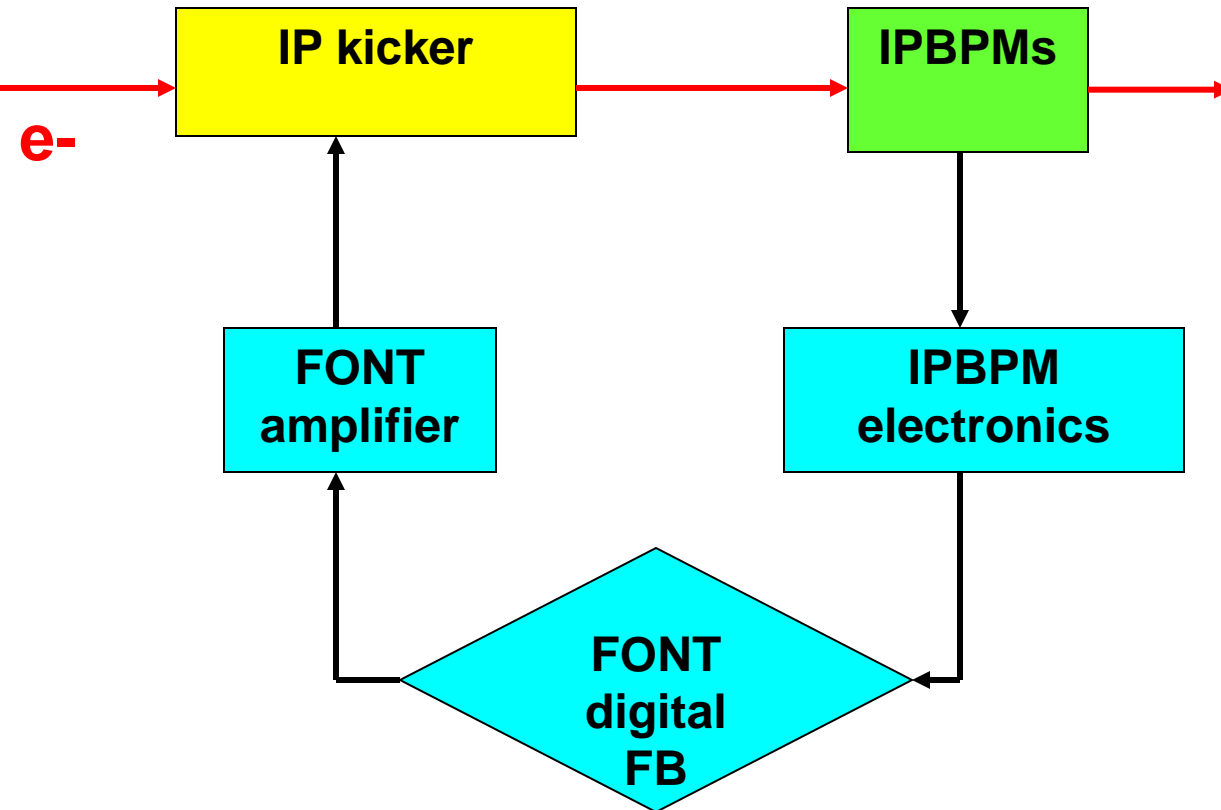 IP kicker
IPBPMs
e-
FONT
amplifier
IPBPM
electronics
FONT
digital
FB